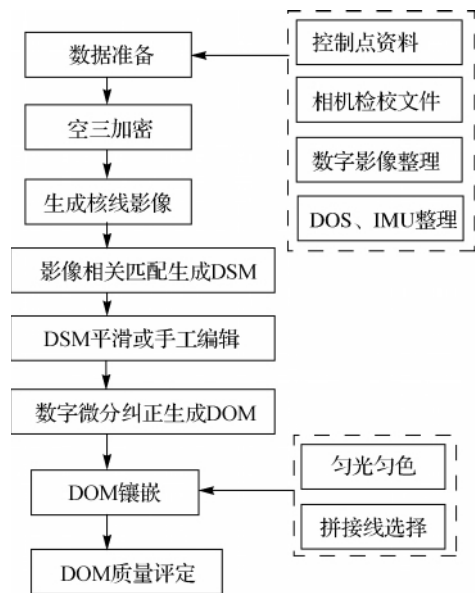 数据准备
控制点资料
相机检校文件
数字影像整理
DOS、IMU整理
空三加密
生成核线影像
影像相关匹配生成DSM
DSM平滑或手工编辑
数字微分纠正生成DOM
DOM镶嵌
匀光匀色
拼接线选择
DOM质量评定